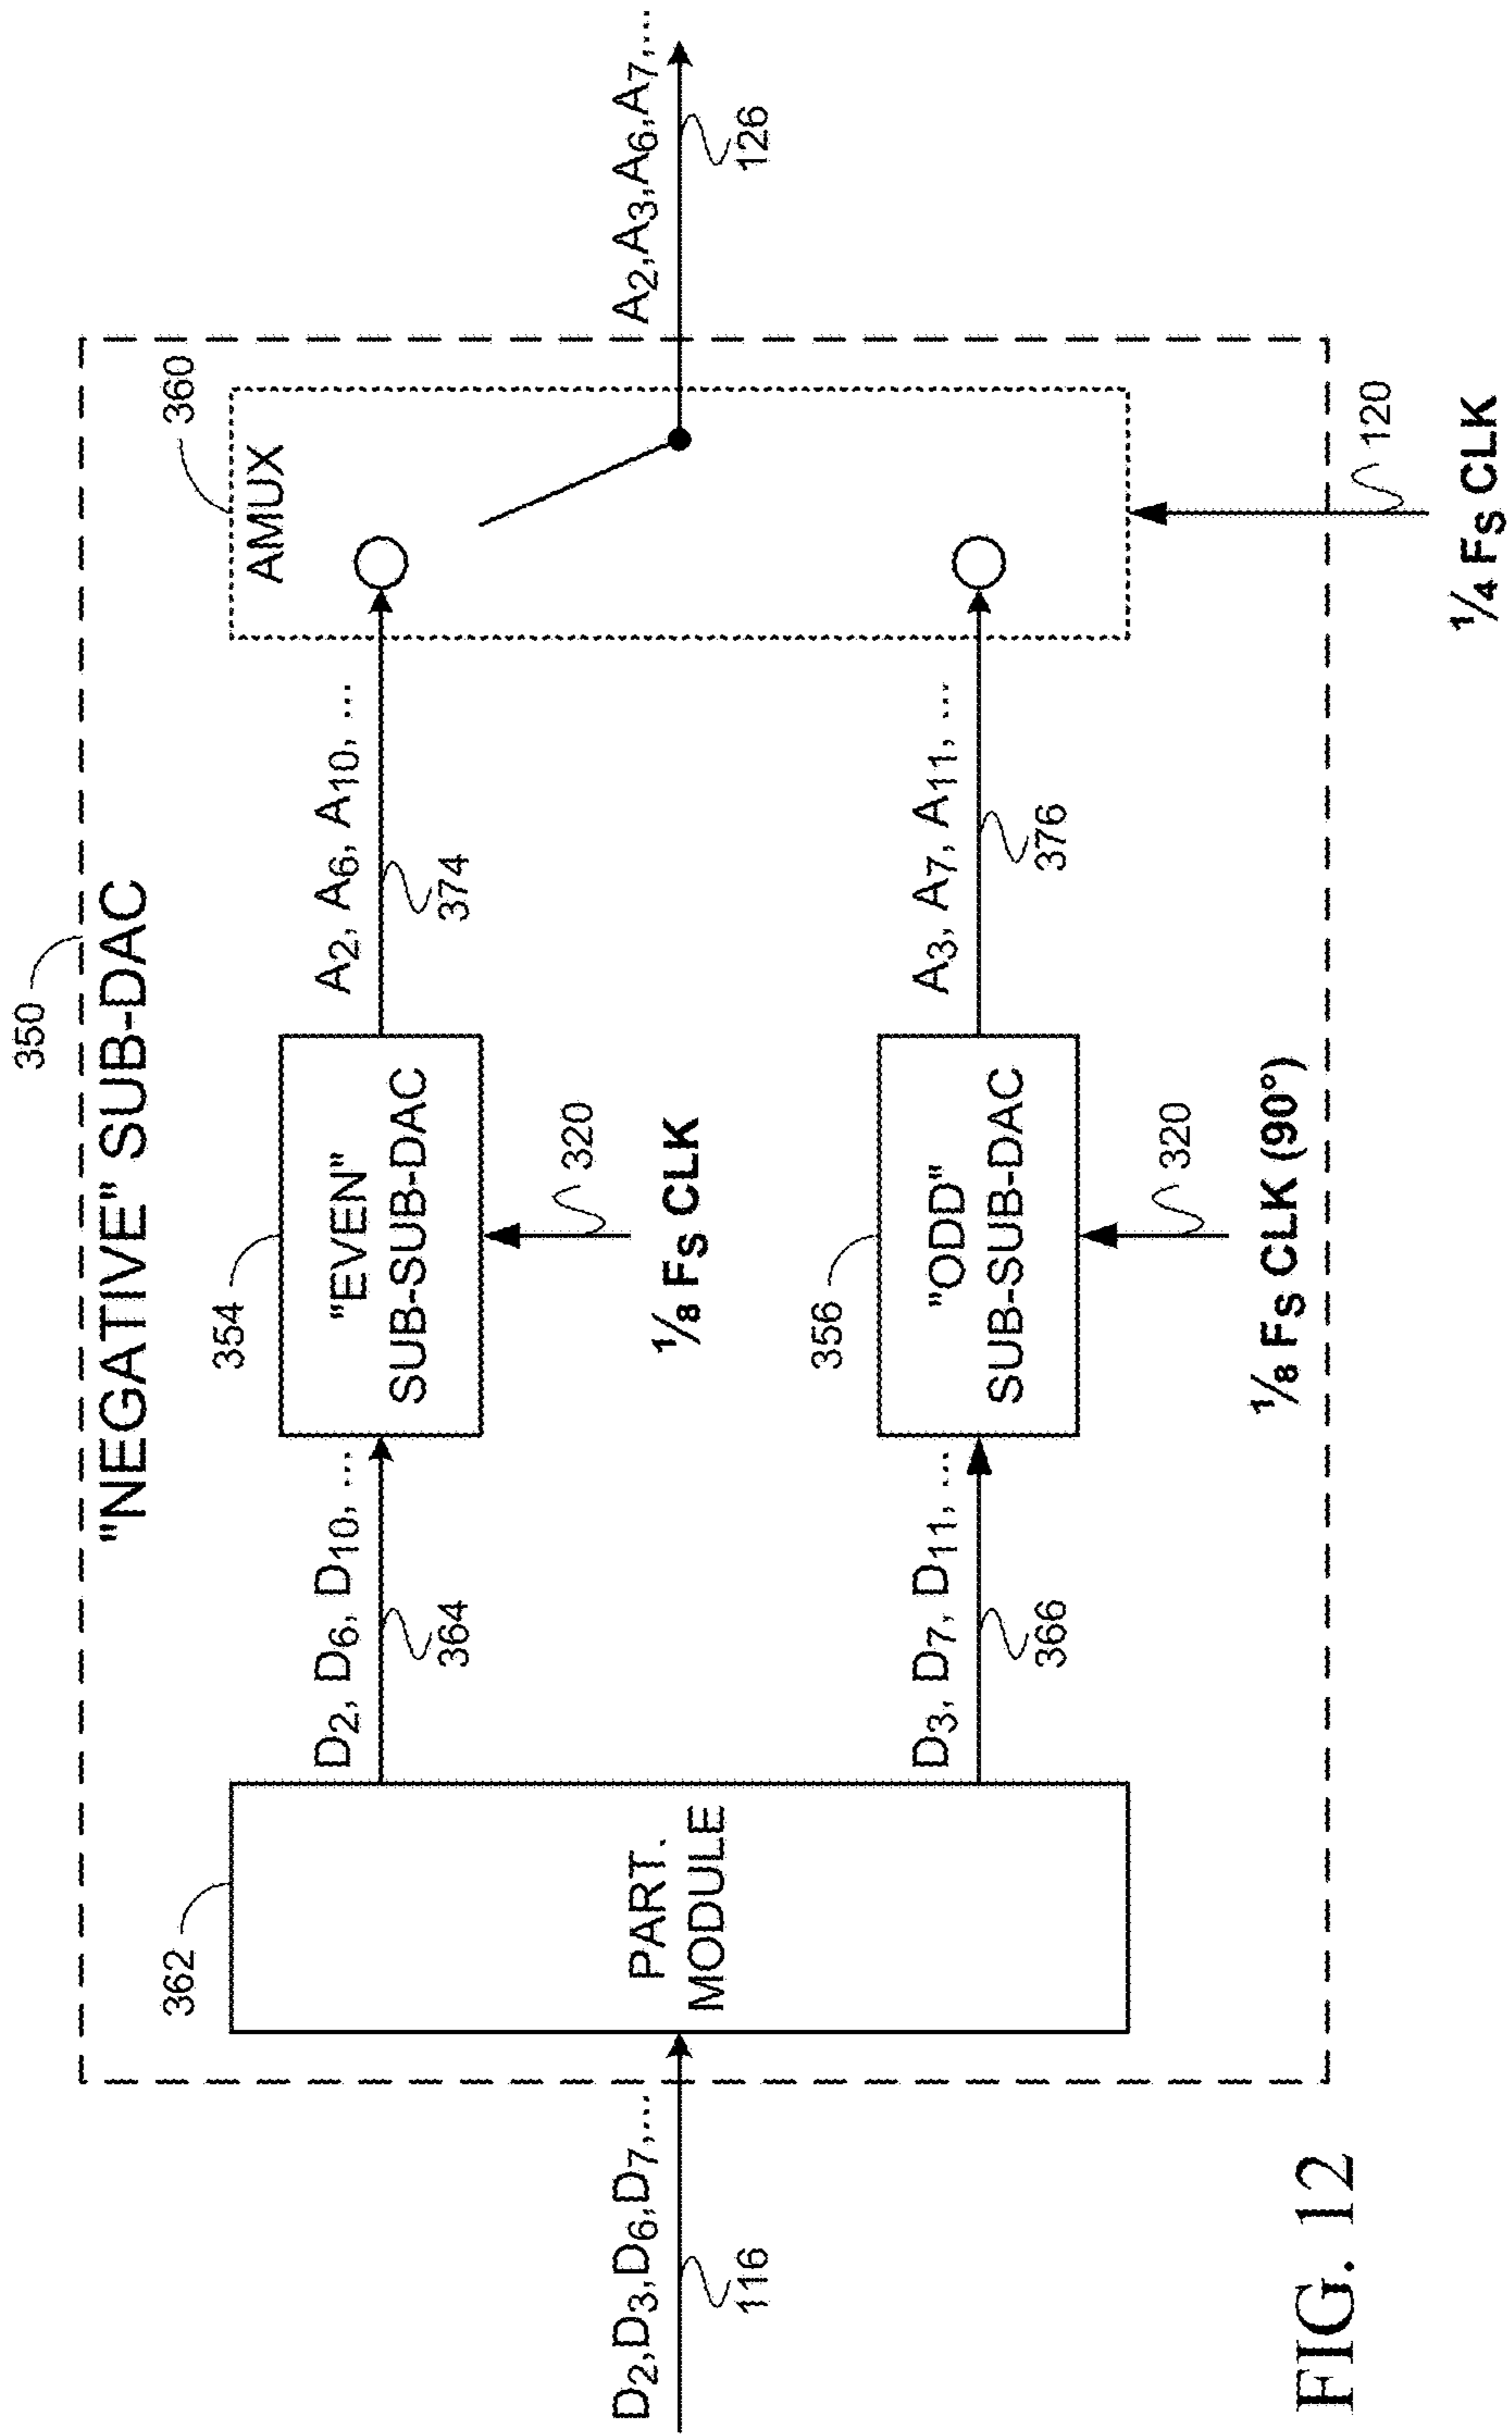 350
"NEGATIVE" SUB-DAC
362
PART.
MODULE
D2,D3,D6,D7,...
116
D2, D6, D10, ...
364
354
"EVEN"
SUB-SUB-DAC
320
1/8 FS CLK
A2, A6, A10, ...
374
D3, D7, D11, ...
366
356
"ODD"
SUB-SUB-DAC
320
1/8 FS CLK (90°)
A3, A7, A11, ...
376
360
AMUX
A2,A3,A6,A7,...
126
120
1/4 FS CLK
FIG. 12